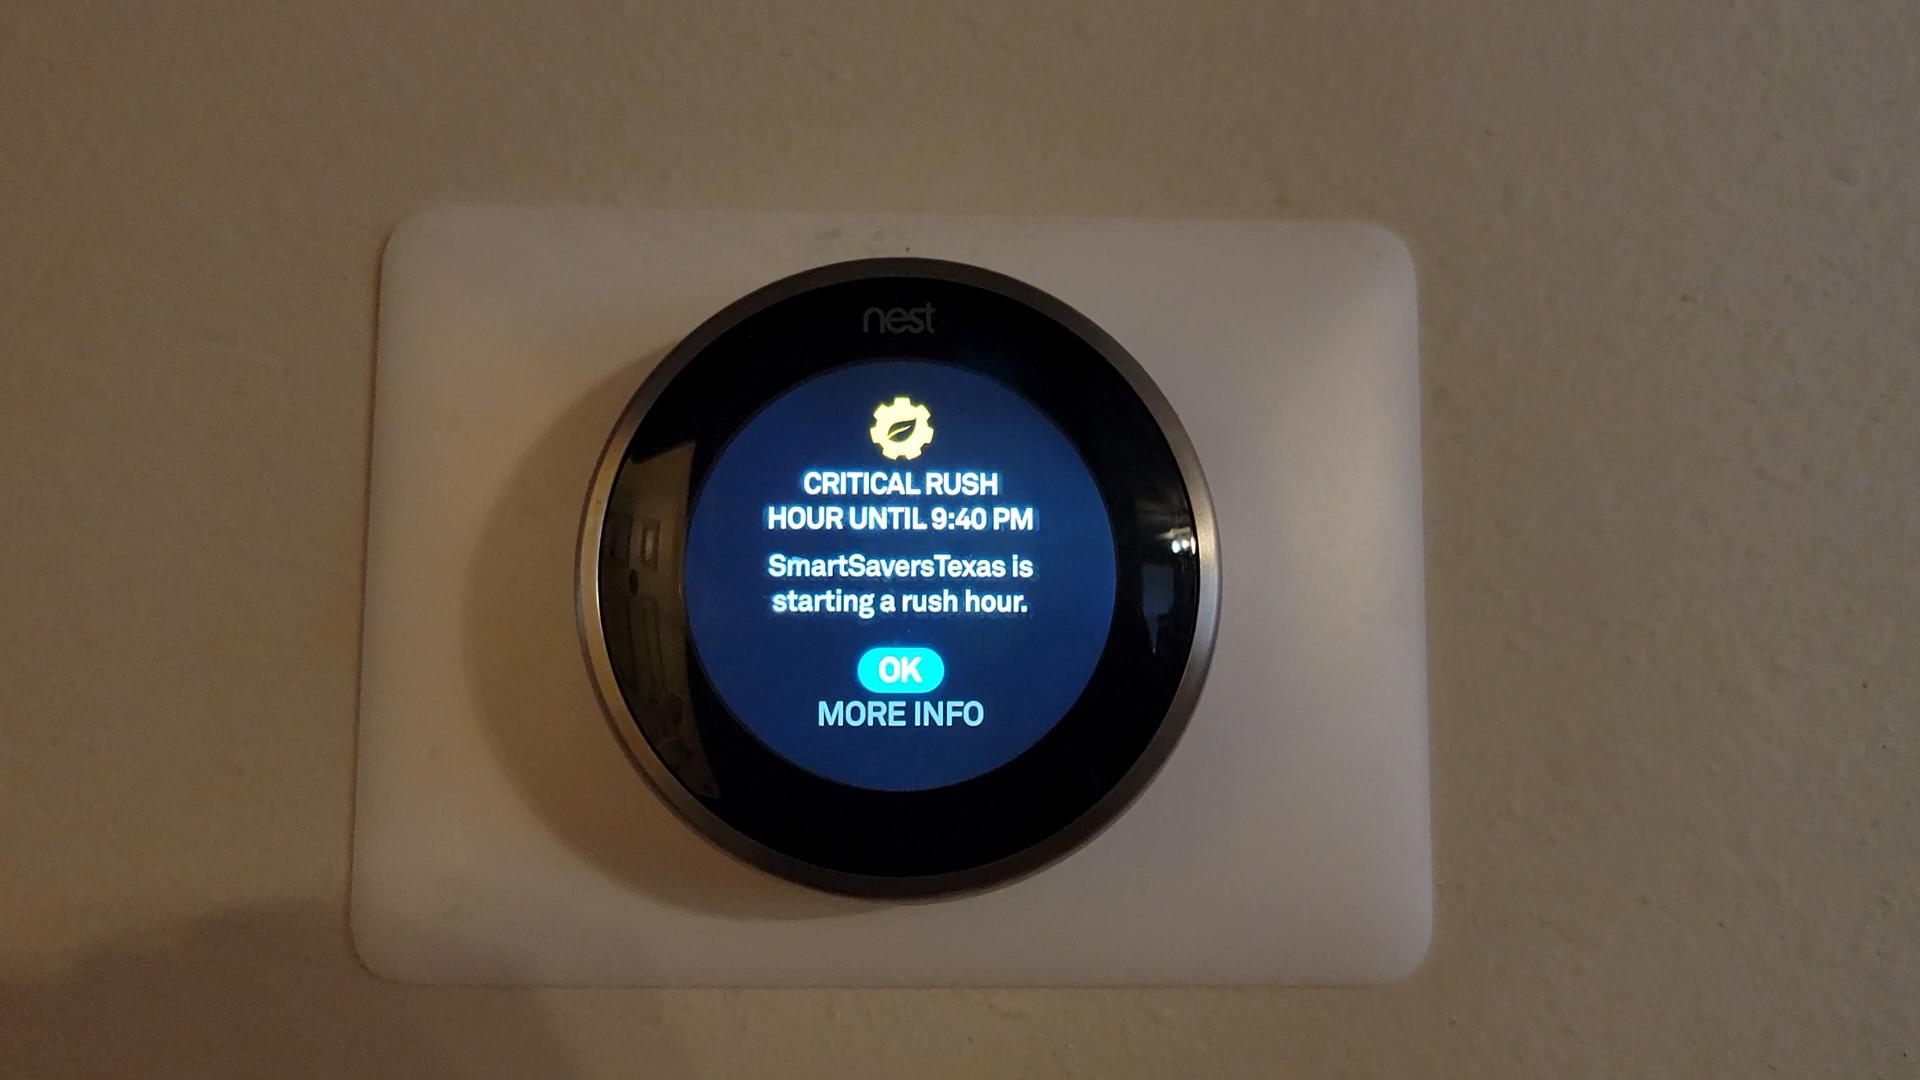 nest
CRITICAL RUSH
HOUR UNTIL 9:40 PM
SmartSaversTexas is
starting a rush hour.
OK
MORE INFO